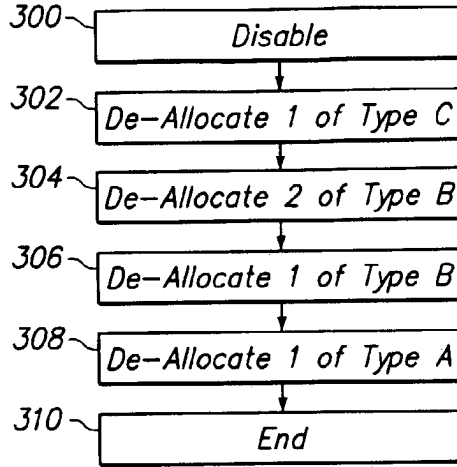 300
Disable
302
De-Allocate 1 of Type C
304
De-Allocate 2 of Type B
306
De-Allocate 1 of Type B
308
De-Allocate 1 of Type A
310
End